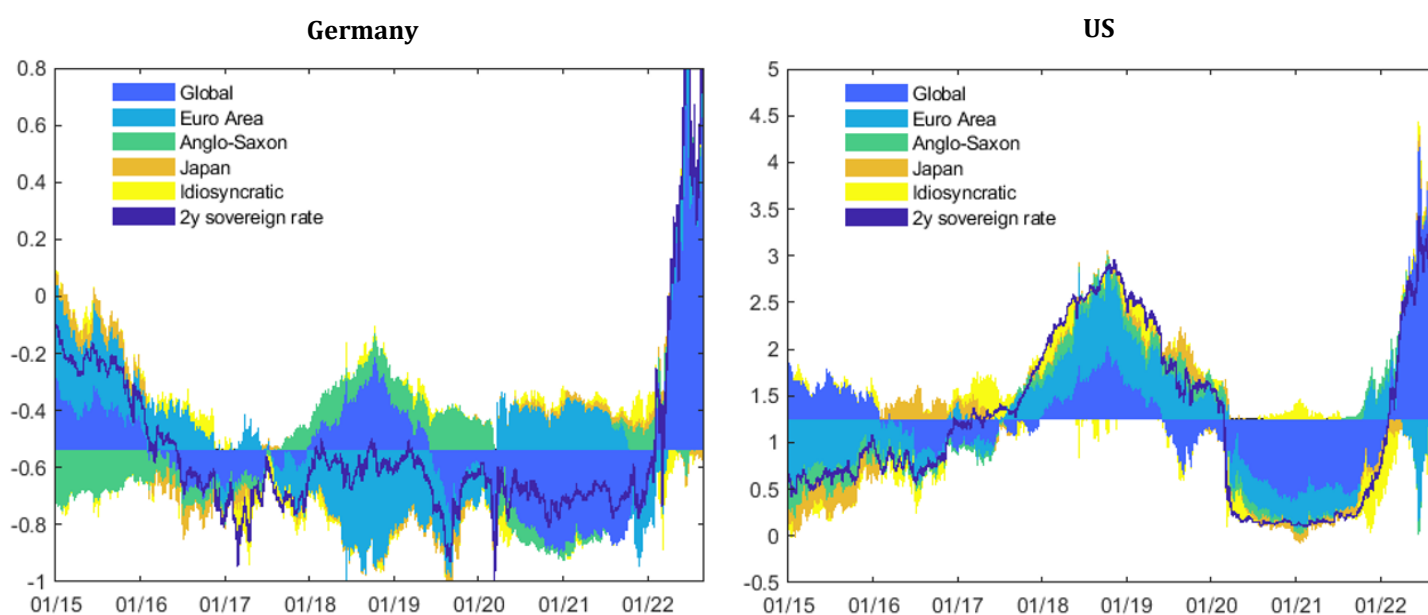 Germany
0.8
0.6
0.4
0.2
0
-0.2
-0.4
-0.6
-0.8
-1
Global
Euro Area
Anglo-Saxon
Japan
Idiosyncratic
2y sovereign rate
01/15 01/16 01/17 01/18 01/19 01/20 01/21 01/22
US
5
4.5
4
3.5
3
2.5
2
1.5
1
0.5
0
-0.5
Global
Euro Area
Anglo-Saxon
Japan
Idiosyncratic
2y sovereign rate
01/15 01/16 01/17 01/18 01/19 01/20 01/21 01/22